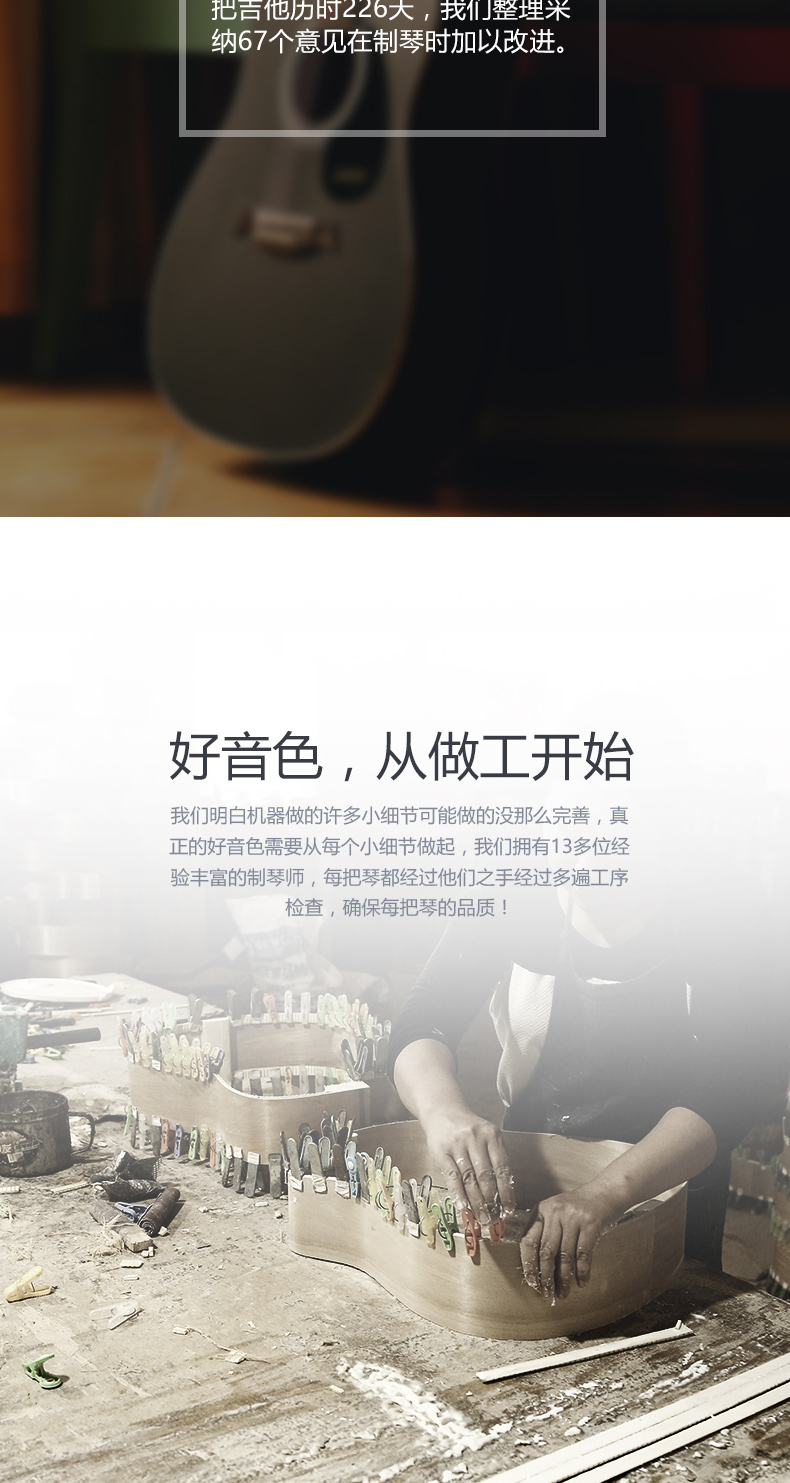 把吉他历时226天，我们整理采
纳67个意见在制琴时加以改进。
好音色，从做工开始
我们明白机器做的许多小细节可能做的没那么完善，真
正的好音色需要从每个小细节做起，我们拥有13多位经
验丰富的制琴师，每把琴都经过他们之手经过多遍工序
检查，确保每把琴的品质！